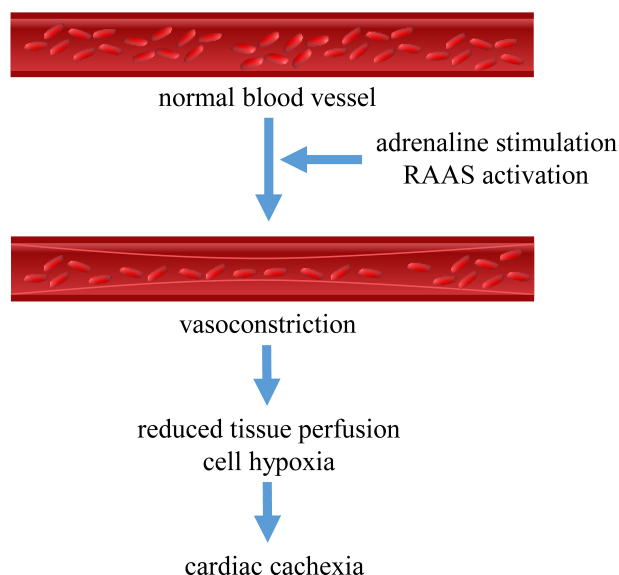 normal blood vessel
adrenaline stimulation
RAAS activation
vasoconstriction
reduced tissue perfusion
cell hypoxia
cardiac cachexia